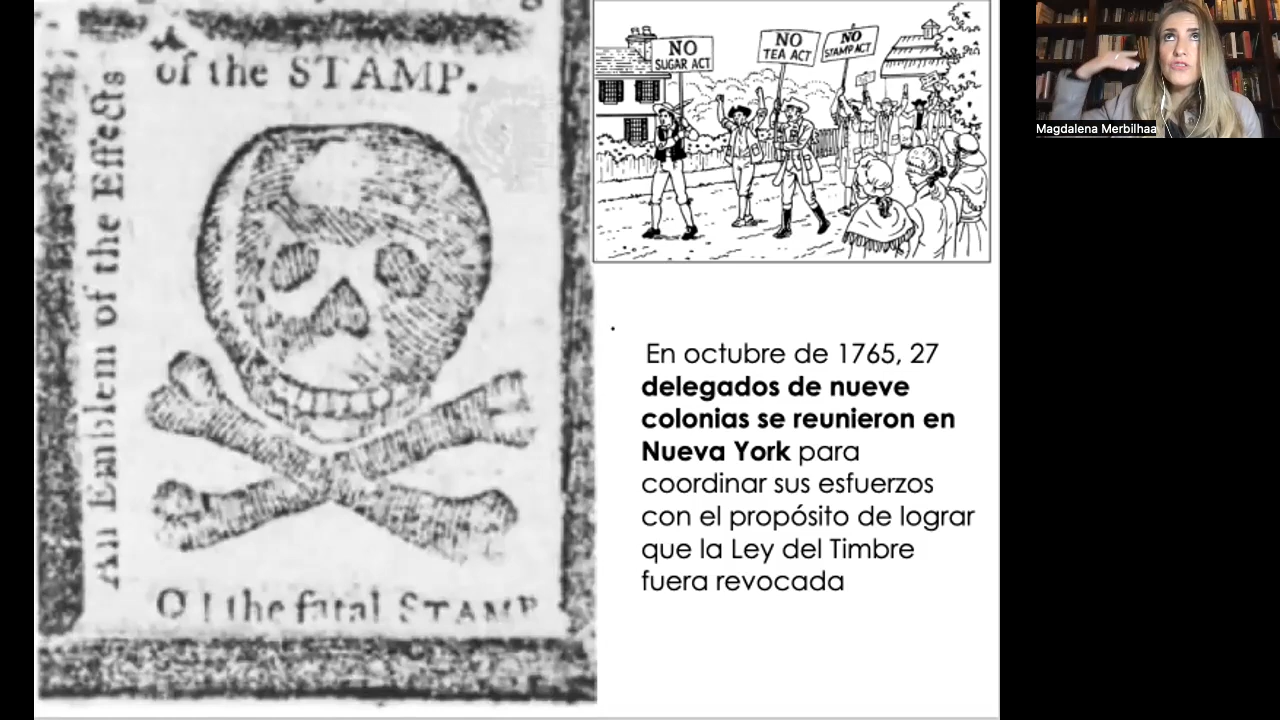 of the STAMP.
An Emblem of the Effects
O! the fatal STAMP
NO
SUGAR ACT
NO
TEA ACT
NO
STAMP ACT
En octubre de 1765, 27
delegados de nueve
colonias se reunieron en
Nueva York para
coordinar sus esfuerzos
con el propósito de lograr
que la Ley del Timbre
fuera revocada
Magdalena Merbilhaa